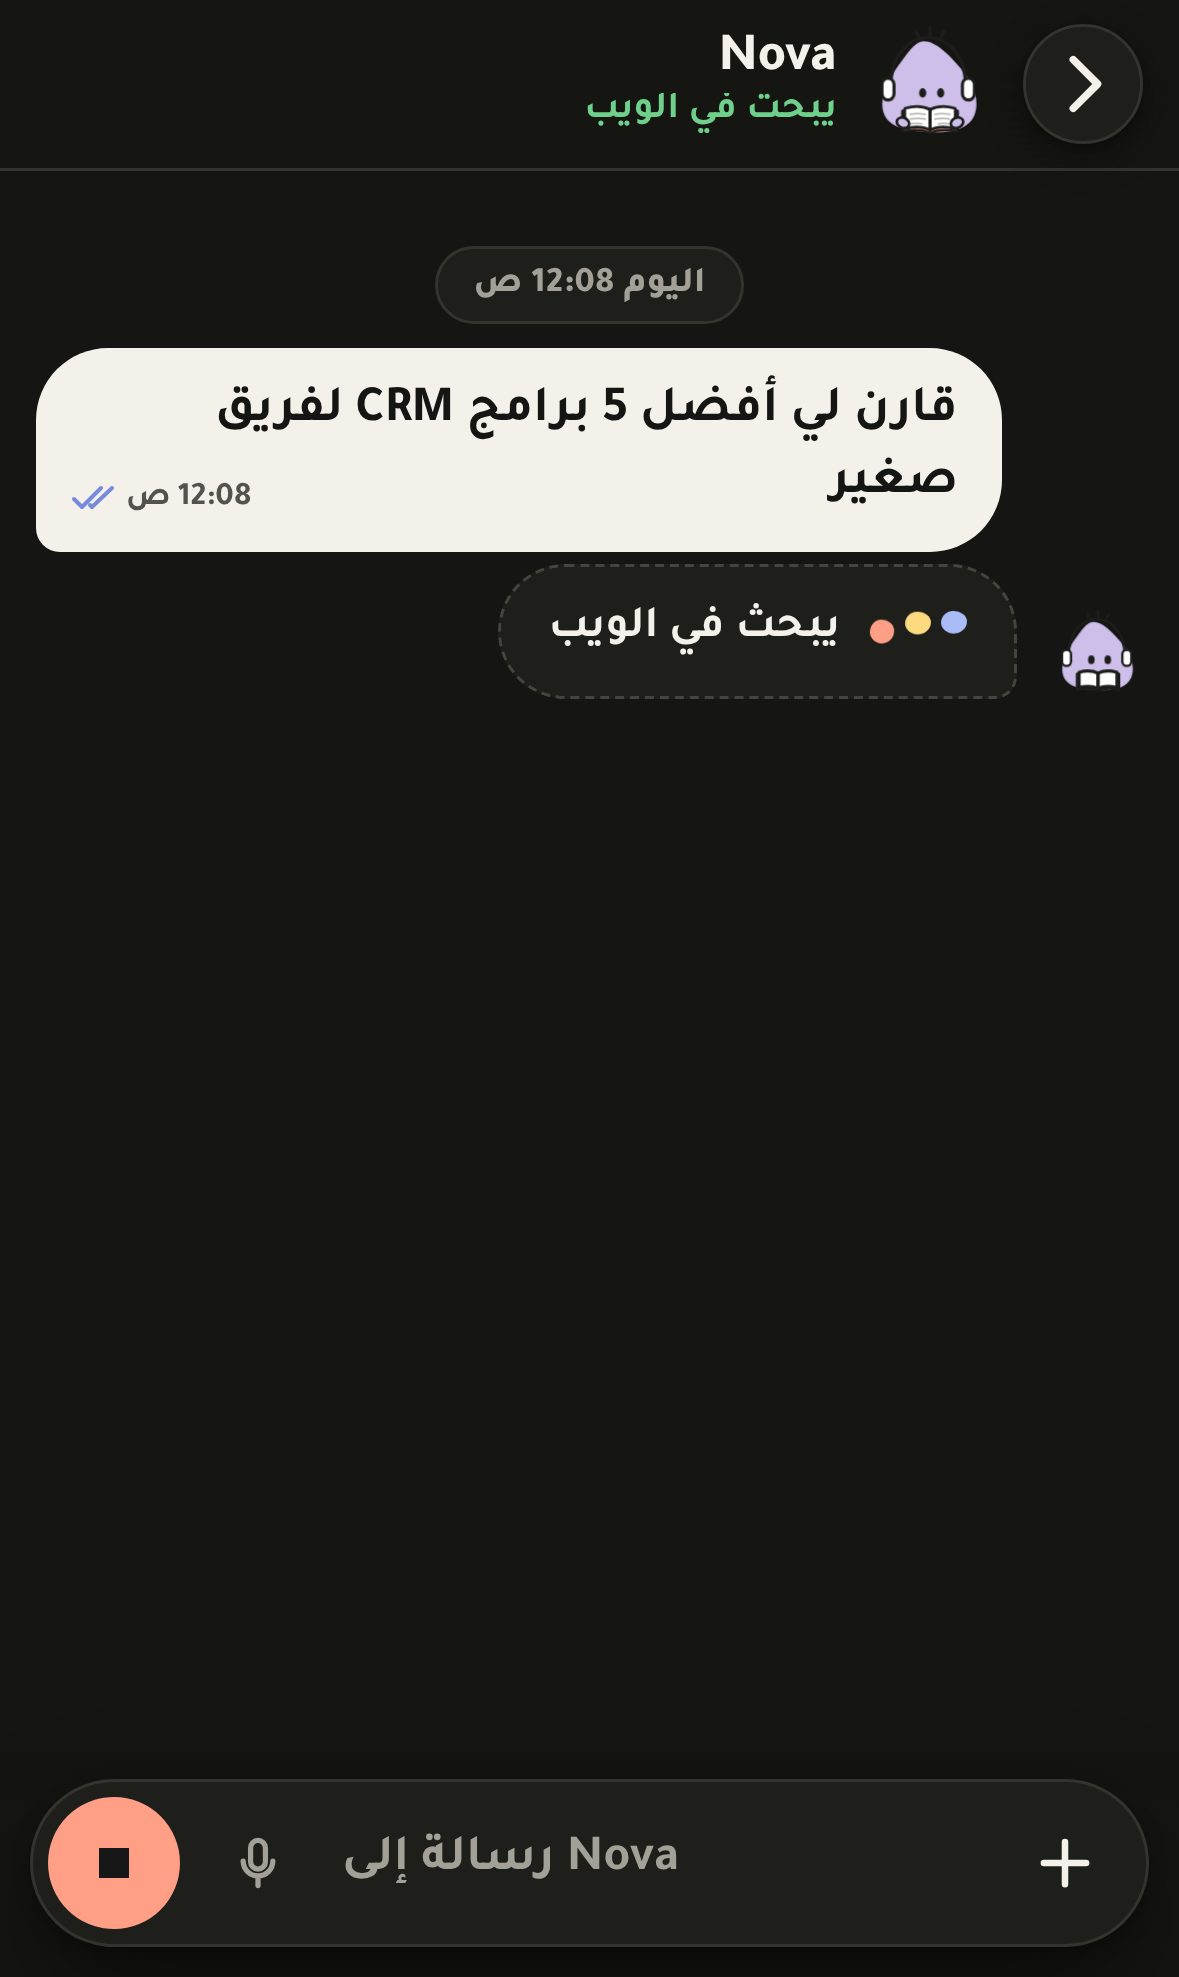 Nova
يبحث في الويب
اليوم 12:08 ص
قارن لي أفضل 5 برامج CRM لفريق
صغير
12:08 ص
يبحث في الويب
Nova رسالة إلى